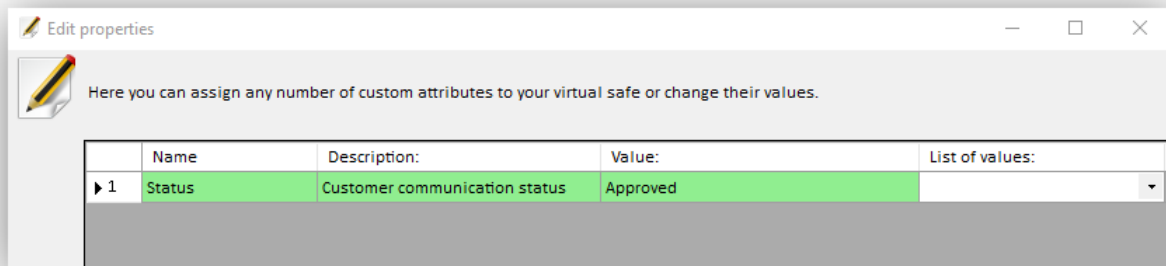 Edit properties
Here you can assign any number of custom attributes to your virtual safe or change their values.
Name Description: Value: List of values:
1 Status Customer communication status Approved